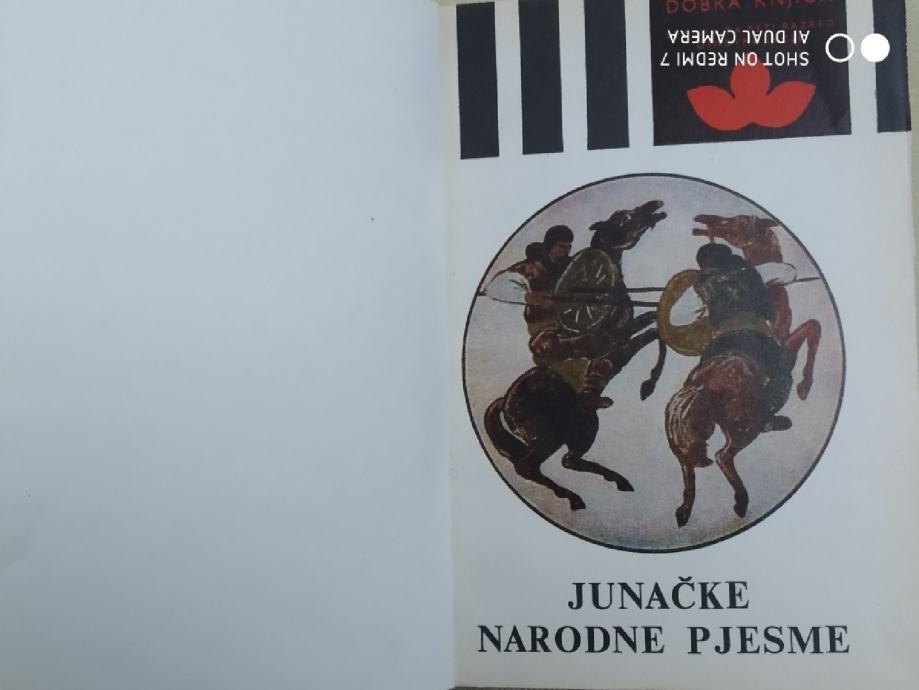 DOBRA KNJIGA
SHOT ON REDMI 7
AI DUAL CAMERA
JUNAČKE
NARODNE PJESME